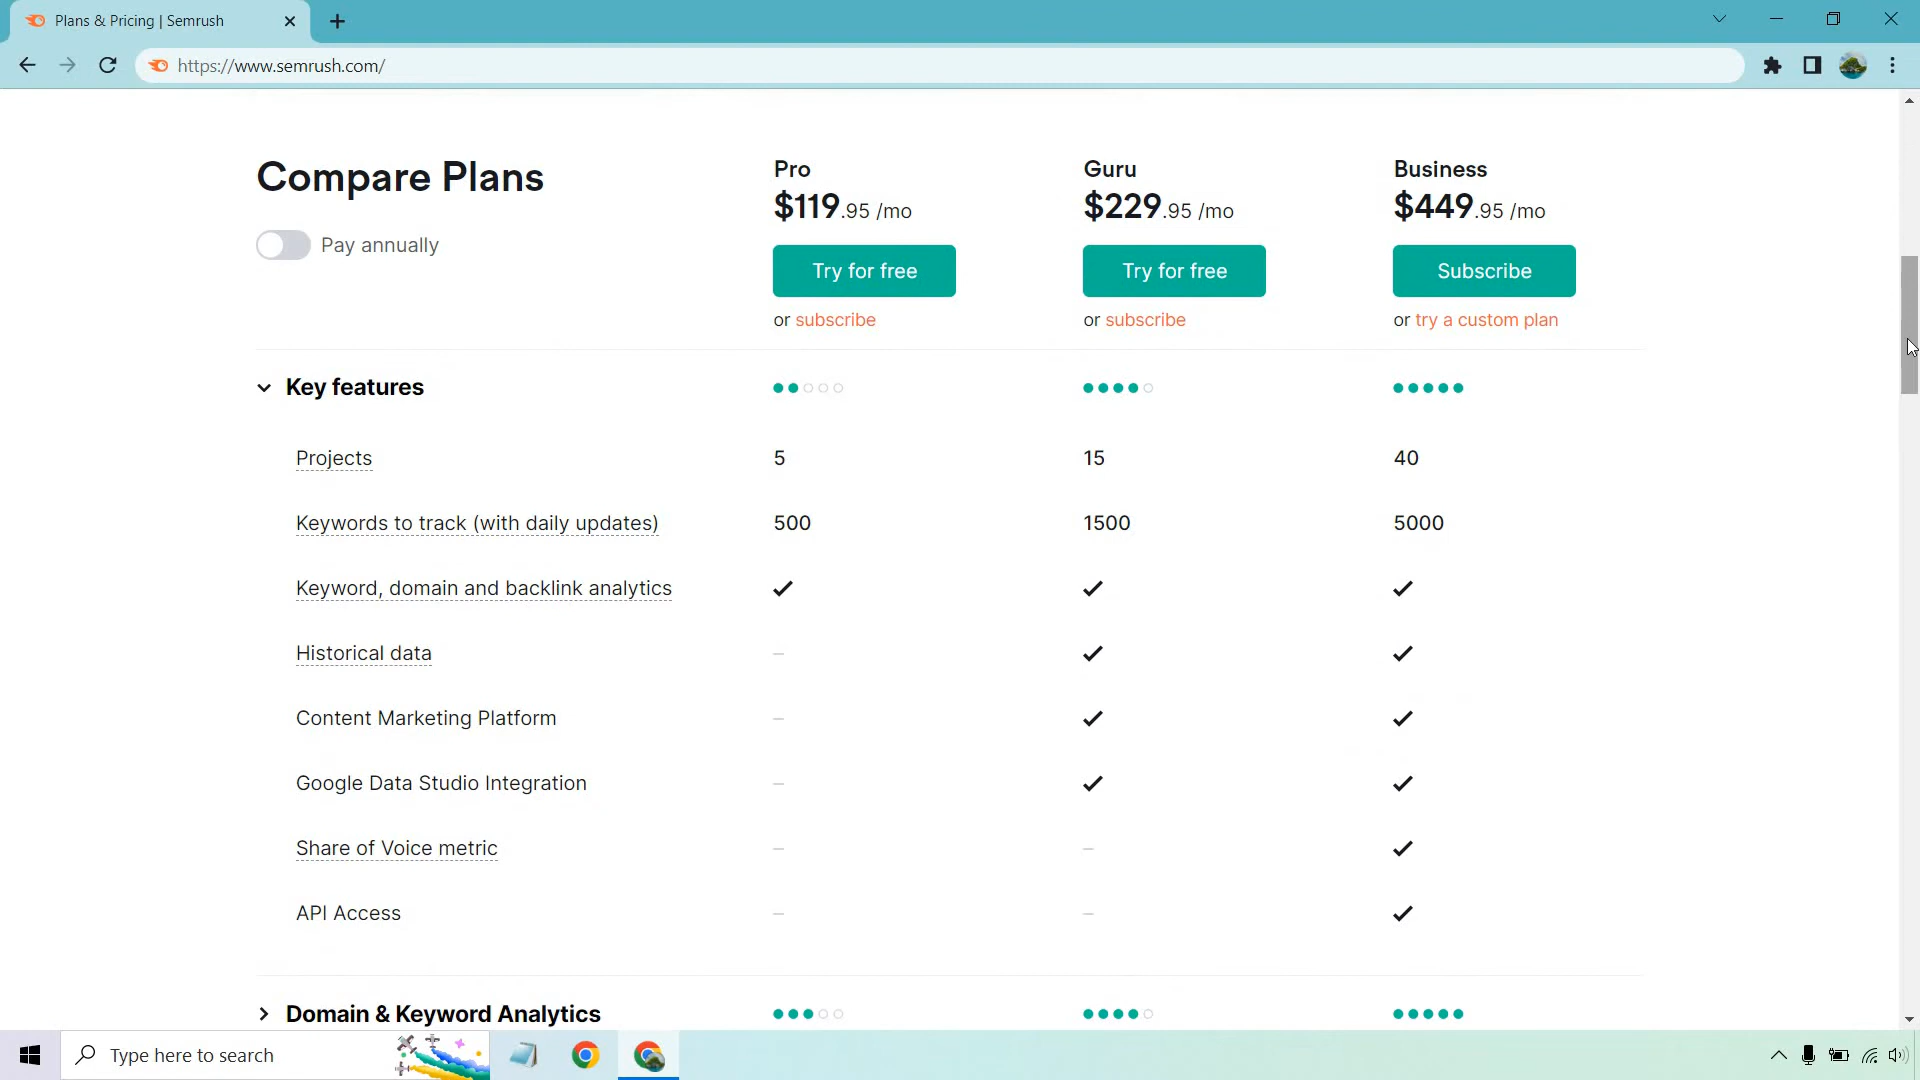 Plans & Pricing | Semrush
https://www.semrush.com/
Compare Plans
Pay annually
Pro
$119.95 /mo
Try for free
or subscribe
Guru
$229.95 /mo
Try for free
or subscribe
Business
$449.95 /mo
Subscribe
or try a custom plan
Key features
Projects 5 15 40
Keywords to track (with daily updates) 500 1500 5000
Keyword, domain and backlink analytics
Historical data
Content Marketing Platform
Google Data Studio Integration
Share of Voice metric
API Access
Domain & Keyword Analytics
Type here to search